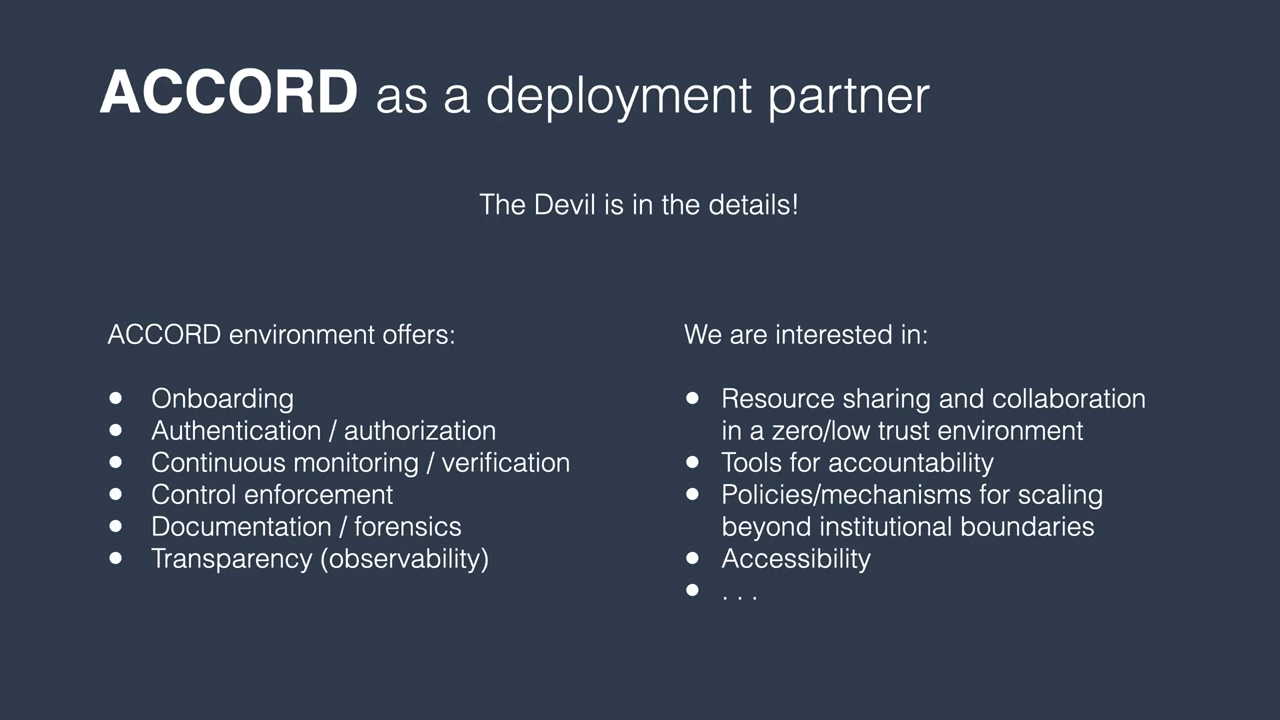 ACCORD as a deployment partner
The Devil is in the details!
ACCORD environment offers:
● Onboarding
● Authentication / authorization
● Continuous monitoring / verification
● Control enforcement
● Documentation / forensics
● Transparency (observability)
We are interested in:
● Resource sharing and collaboration
in a zero/low trust environment
● Tools for accountability
● Policies/mechanisms for scaling
beyond institutional boundaries
● Accessibility
● . . .